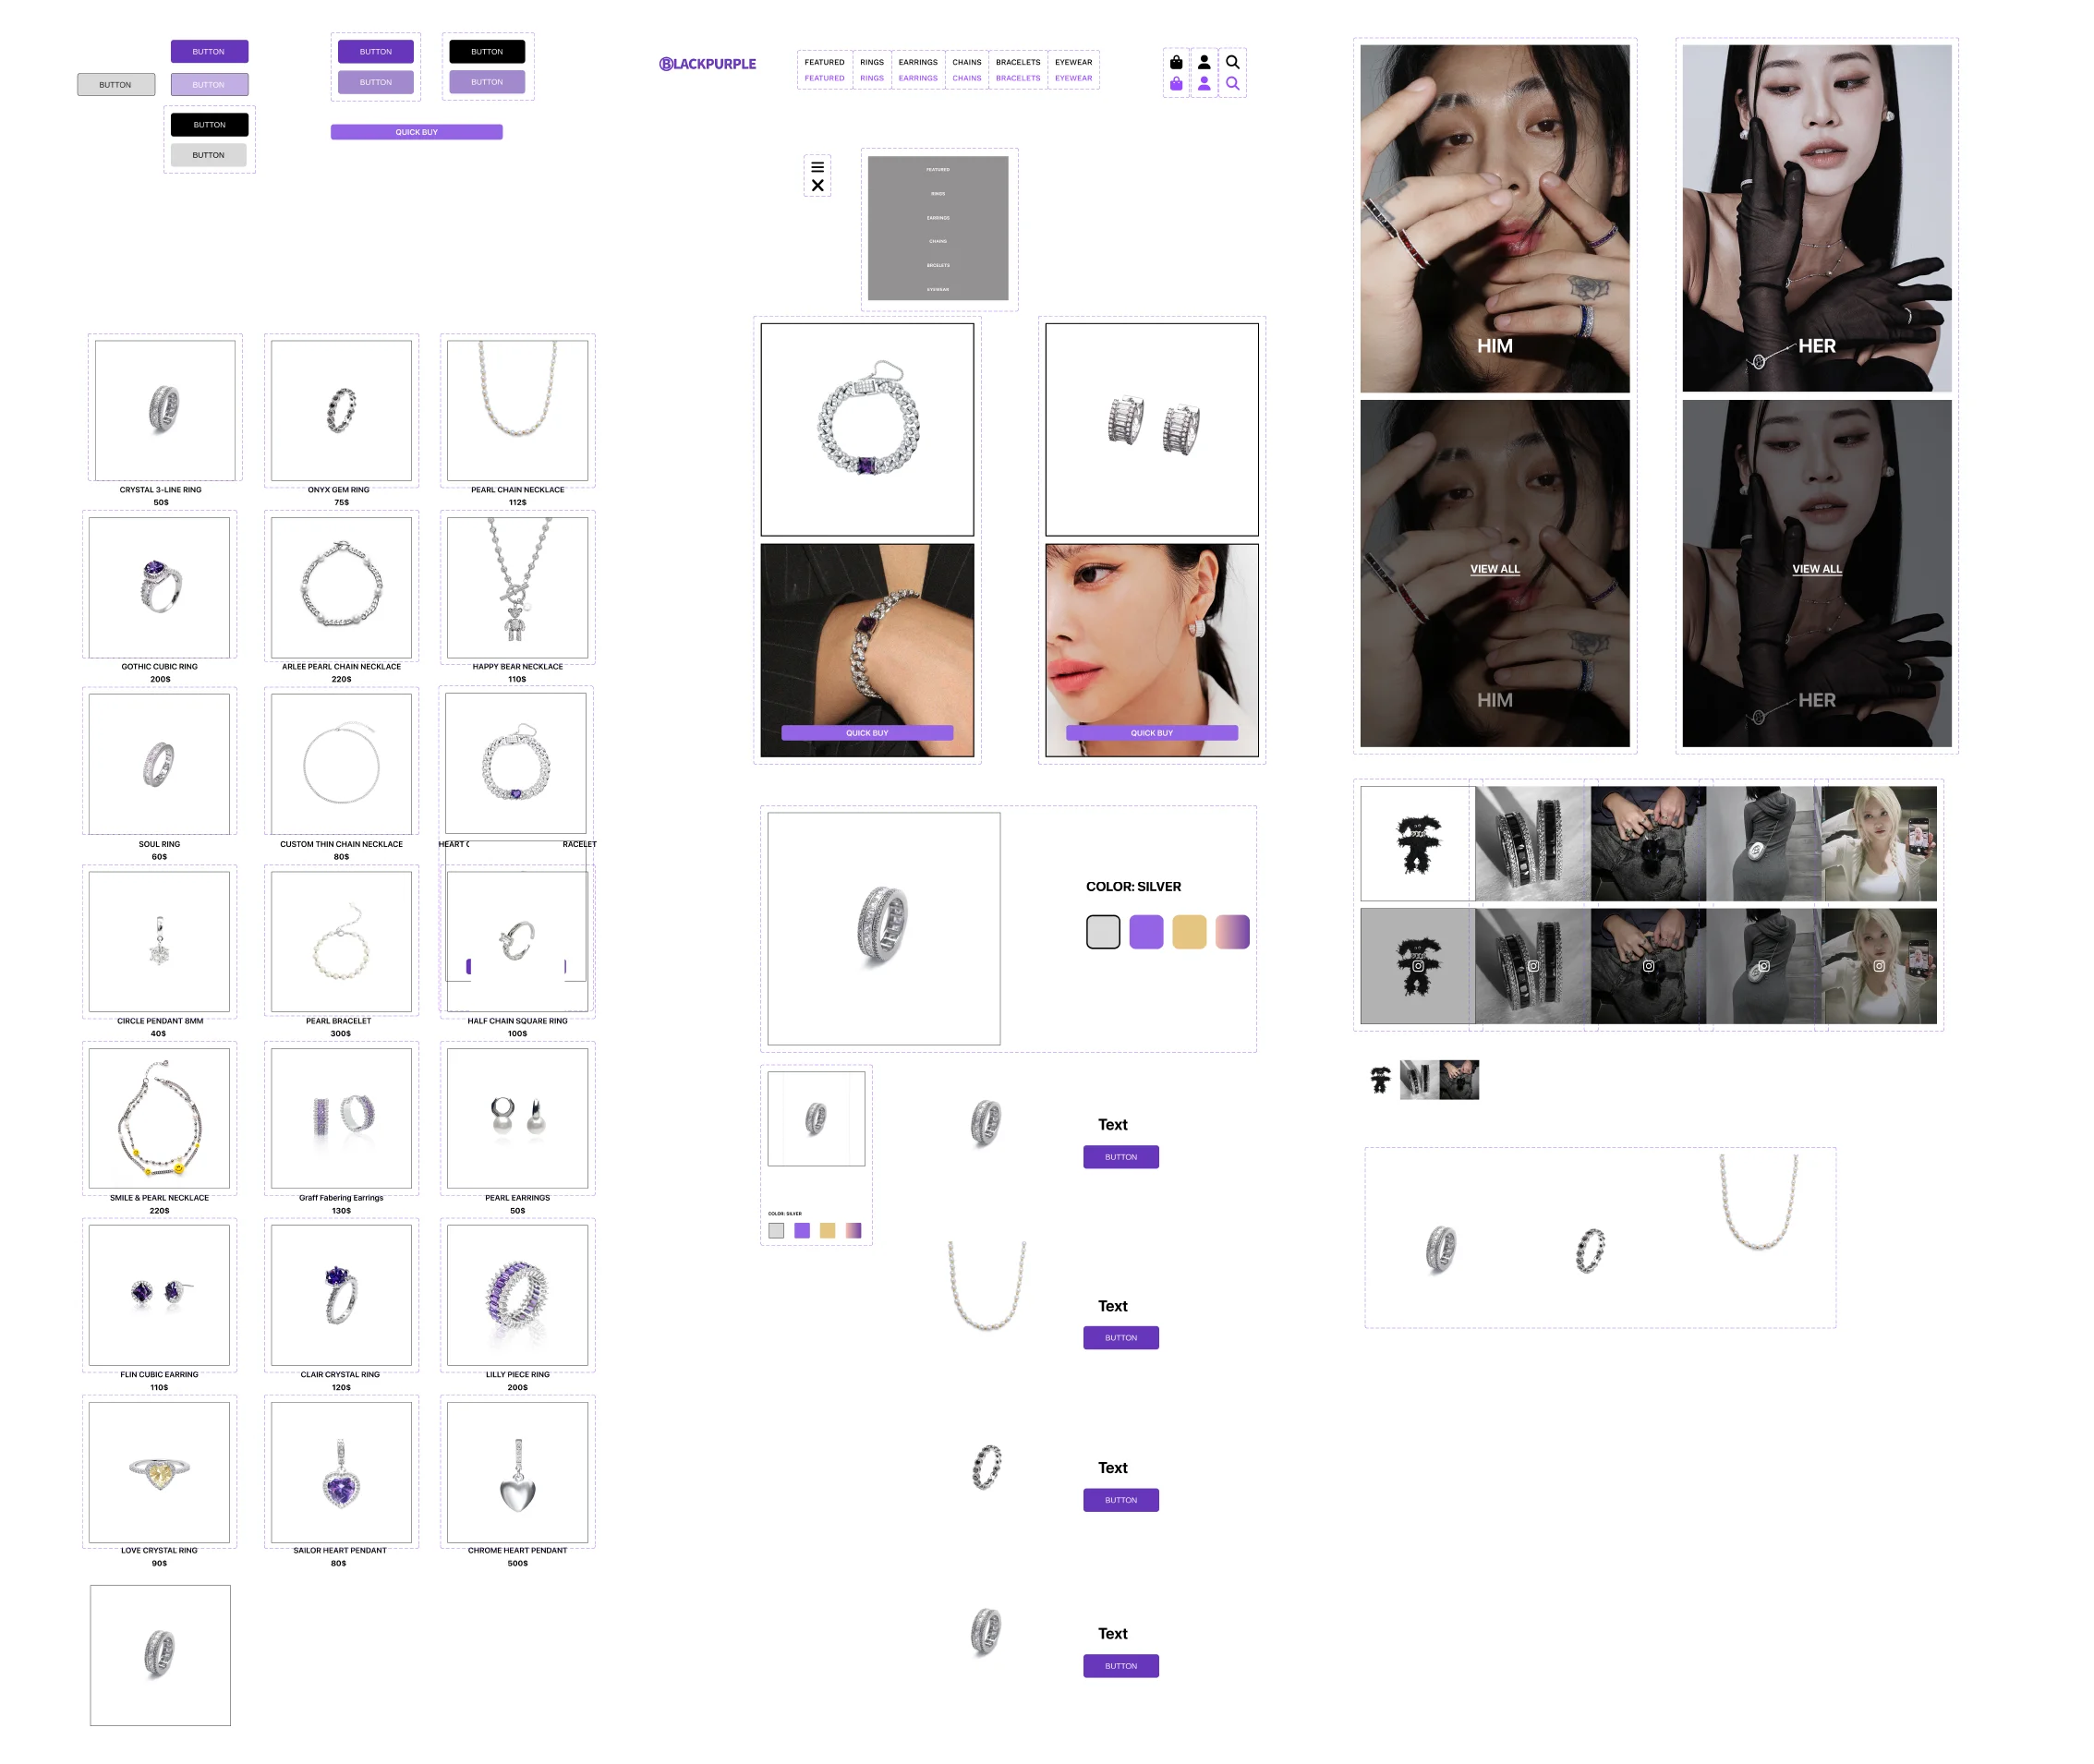 BUTTON
BUTTON
BUTTON
BUTTON
BUTTON
BUTTON
BUTTON
BUTTON
BUTTON
QUICK BUY
BLACKPURPLE
FEATURED RINGS EARRINGS CHAINS BRACELETS EYEWEAR
FEATURED RINGS EARRINGS CHAINS BRACELETS EYEWEAR
FEATURED
EARRINGS
CHAINS
EYEWEAR
CRYSTAL 3-LINE RING
50$
ONYX GEM RING
75$
PEARL CHAIN NECKLACE
112$
GOTHIC CUBIC RING
200$
ARLEE PEARL CHAIN NECKLACE
220$
HAPPY BEAR NECKLACE
110$
SOUL RING
60$
CUSTOM THIN CHAIN NECKLACE
80$
HEART
RACELET
CIRCLE PENDANT 8MM
40$
PEARL BRACELET
300$
HALF CHAIN SQUARE RING
100$
SMILE & PEARL NECKLACE
220$
Graff Fabering Earrings
130$
PEARL EARRINGS
50$
FLIN CUBIC EARRING
110$
CLAIR CRYSTAL RING
120$
LILLY PIECE RING
200$
LOVE CRYSTAL RING
90$
SAILOR HEART PENDANT
80$
CHROME HEART PENDANT
500$
QUICK BUY
QUICK BUY
COLOR: SILVER
COLOR: SILVER
Text
BUTTON
Text
BUTTON
Text
BUTTON
Text
BUTTON
HIM
HER
VIEW ALL
VIEW ALL
HIM
HER